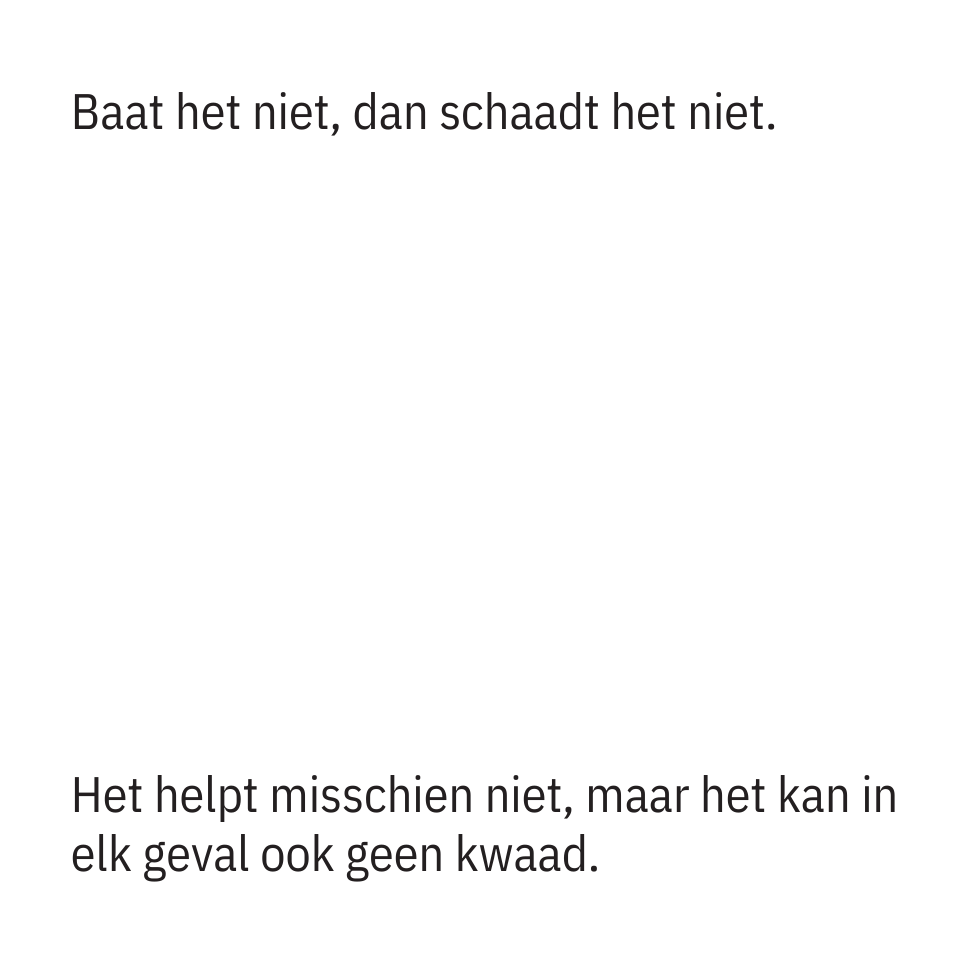 Baat het niet, dan schaadt het niet.
Het helpt misschien niet, maar het kan in
elk geval ook geen kwaad.